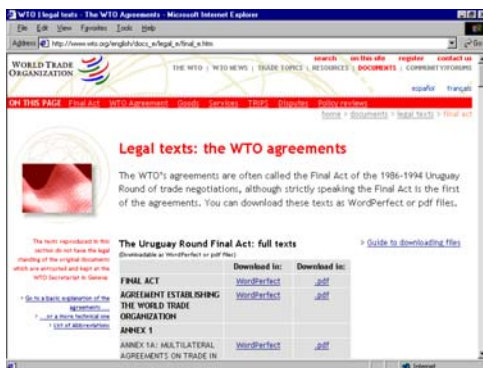 WTO | legal texts - The WTO Agreements - Microsoft Internet Explorer
File Edit View Favorites Tools Help
Address http://www.wto.org/english/docs_e/legal_e/final_e.htm Go
WORLD TRADE
ORGANIZATION
search on this site register contact us
THE WTO | WTO NEWS | TRADE TOPICS | RESOURCES | DOCUMENTS | COMMUNITY/FORUMS
español français
ON THIS PAGE Final Act WTO Agreement Goods Services TRIPS Disputes Policy reviews
home > documents > legal texts > final act
Legal texts: the WTO agreements
The WTO"s agreements are often called the Final Act of the 1986-1994 Uruguay
Round of trade negotiations, although strictly speaking the Final Act is the first
of the agreements. You can download these texts as WordPerfect or pdf files.
The texts reproduced in this
section do not have the legal
standing of the original documents
which are entrusted and kept at the
WTO Secretariat in Geneva.
> Go to a basic explanation of the
agreements ...
> ... or a more technical one
> List of Abbreviations
The Uruguay Round Final Act: full texts
(Downloadable as WordPerfect or pdf files)
> Guide to downloading files
Download in: Download in:
FINAL ACT WordPerfect .pdf
AGREEMENT ESTABLISHING WordPerfect .pdf
THE WORLD TRADE
ORGANIZATION
ANNEX 1
ANNEX 1A: MULTILATERAL WordPerfect .pdf
AGREEMENTS ON TRADE IN
Internet